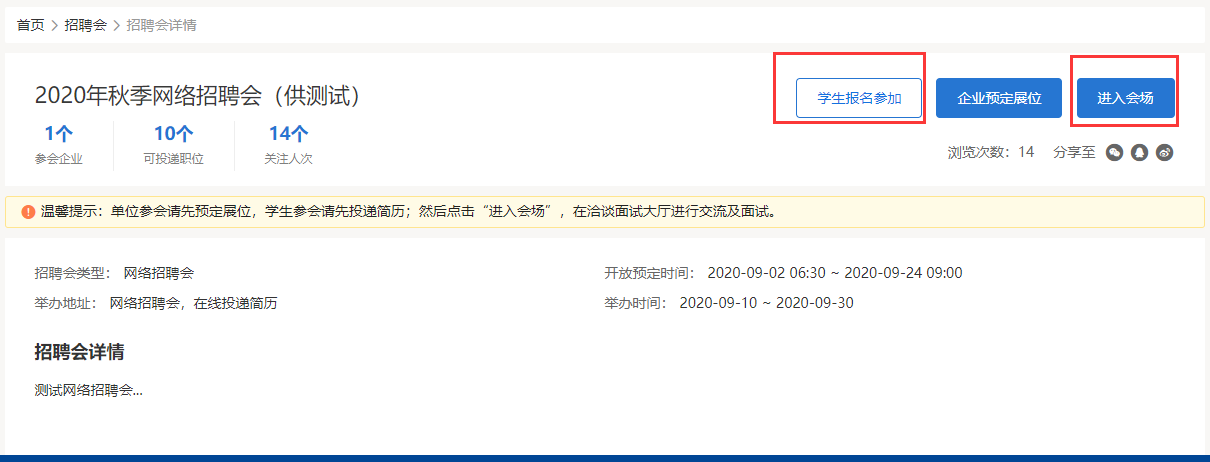 首页 > 招聘会 > 招聘会详情
2020年秋季网络招聘会（供测试）
学生报名参加 企业预定展位 进入会场
1个 10个 14个
参会企业 可投递职位 关注人次
浏览次数：14 分享至
温馨提示：单位参会请先预定展位，学生参会请先投递简历；然后点击“进入会场”，在洽谈面试大厅进行交流及面试。
招聘会类型： 网络招聘会 开放预定时间： 2020-09-02 06:30 ~ 2020-09-24 09:00
举办地址： 网络招聘会，在线投递简历 举办时间： 2020-09-10 ~ 2020-09-30
招聘会详情
测试网络招聘会...